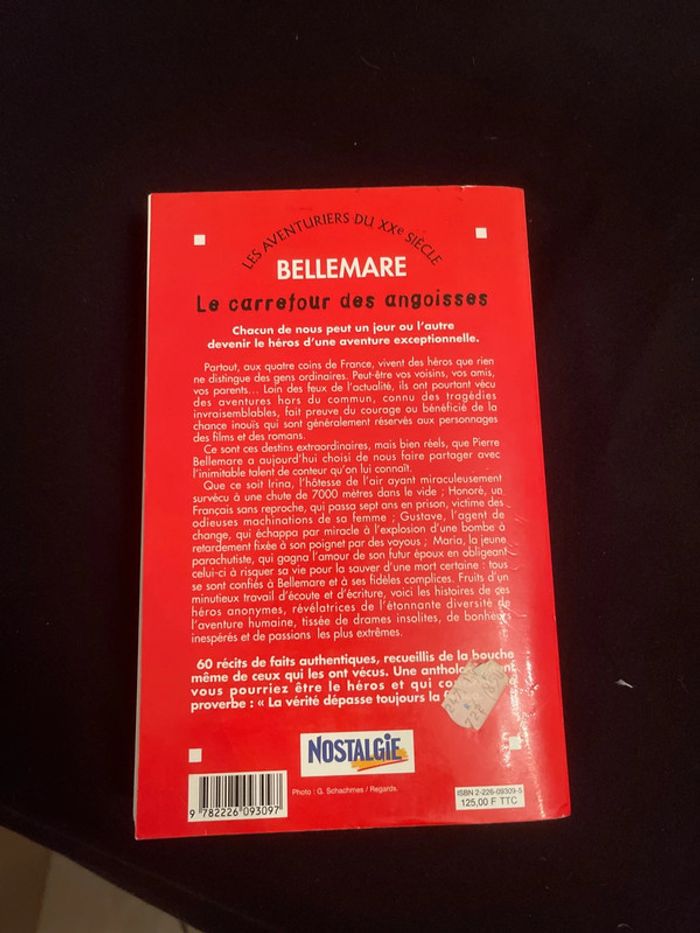 LES AVENTURIERS DU XXe SIÈCLE
BELLEMARE
Le carrefour des angoisses
Chacun de nous peut un jour ou l'autre
devenir le héros d'une aventure exceptionnelle.
Partout, aux quatre coins de France, vivent des héros que rien
ne distingue des gens ordinaires. Peut-être vos voisins, vos amis,
vos parents... Loin des feux de l'actualité, ils ont pourtant vécu
des aventures hors du commun, connu des tragédies
invraisemblables, fait preuve du courage ou bénéficié de la
chance inouïs qui sont généralement réservés aux personnages
des films et des romans.
Ce sont ces destins extraordinaires, mais bien réels, que Pierre
Bellemare a aujourd'hui choisi de nous faire partager avec
l'inimitable talent de conteur qu'on lui connaît.
Que ce soit Irina, l'hôtesse de l'air ayant miraculeusement
survécu à une chute de 7000 mètres dans le vide ; Honoré, un
Français sans reproche, qui passa sept ans en prison, victime des
odieuses machinations de sa femme ; Gustave, l'agent de
change, qui échappa par miracle à l'explosion d'une bombe à
retardement fixée à son poignet par des voyous ; Maria, la jeune
parachutiste, qui gagna l'amour de son futur époux en obligeant
celui-ci à risquer sa vie pour la sauver d'une mort certaine : tous
se sont confiés à Bellemare et à ses fidèles complices. Fruits d'un
minutieux travail d'écoute et d'écriture, voici les histoires de ces
héros anonymes, révélatrices de l'étonnante diversité de
l'aventure humaine, tissée de drames insolites, de bonheurs
inespérés et de passions les plus extrêmes.
60 récits de faits authentiques, recueillis de la bouche
même de ceux qui les ont vécus. Une
vous pourriez être le héros et qui
proverbe : « La vérité dépasse toujours la
NOSTALGIE
Photo : G. Schachmes / Regards.
9 782226 093097
ISBN 2-226-09309-5
125,00 F TTC